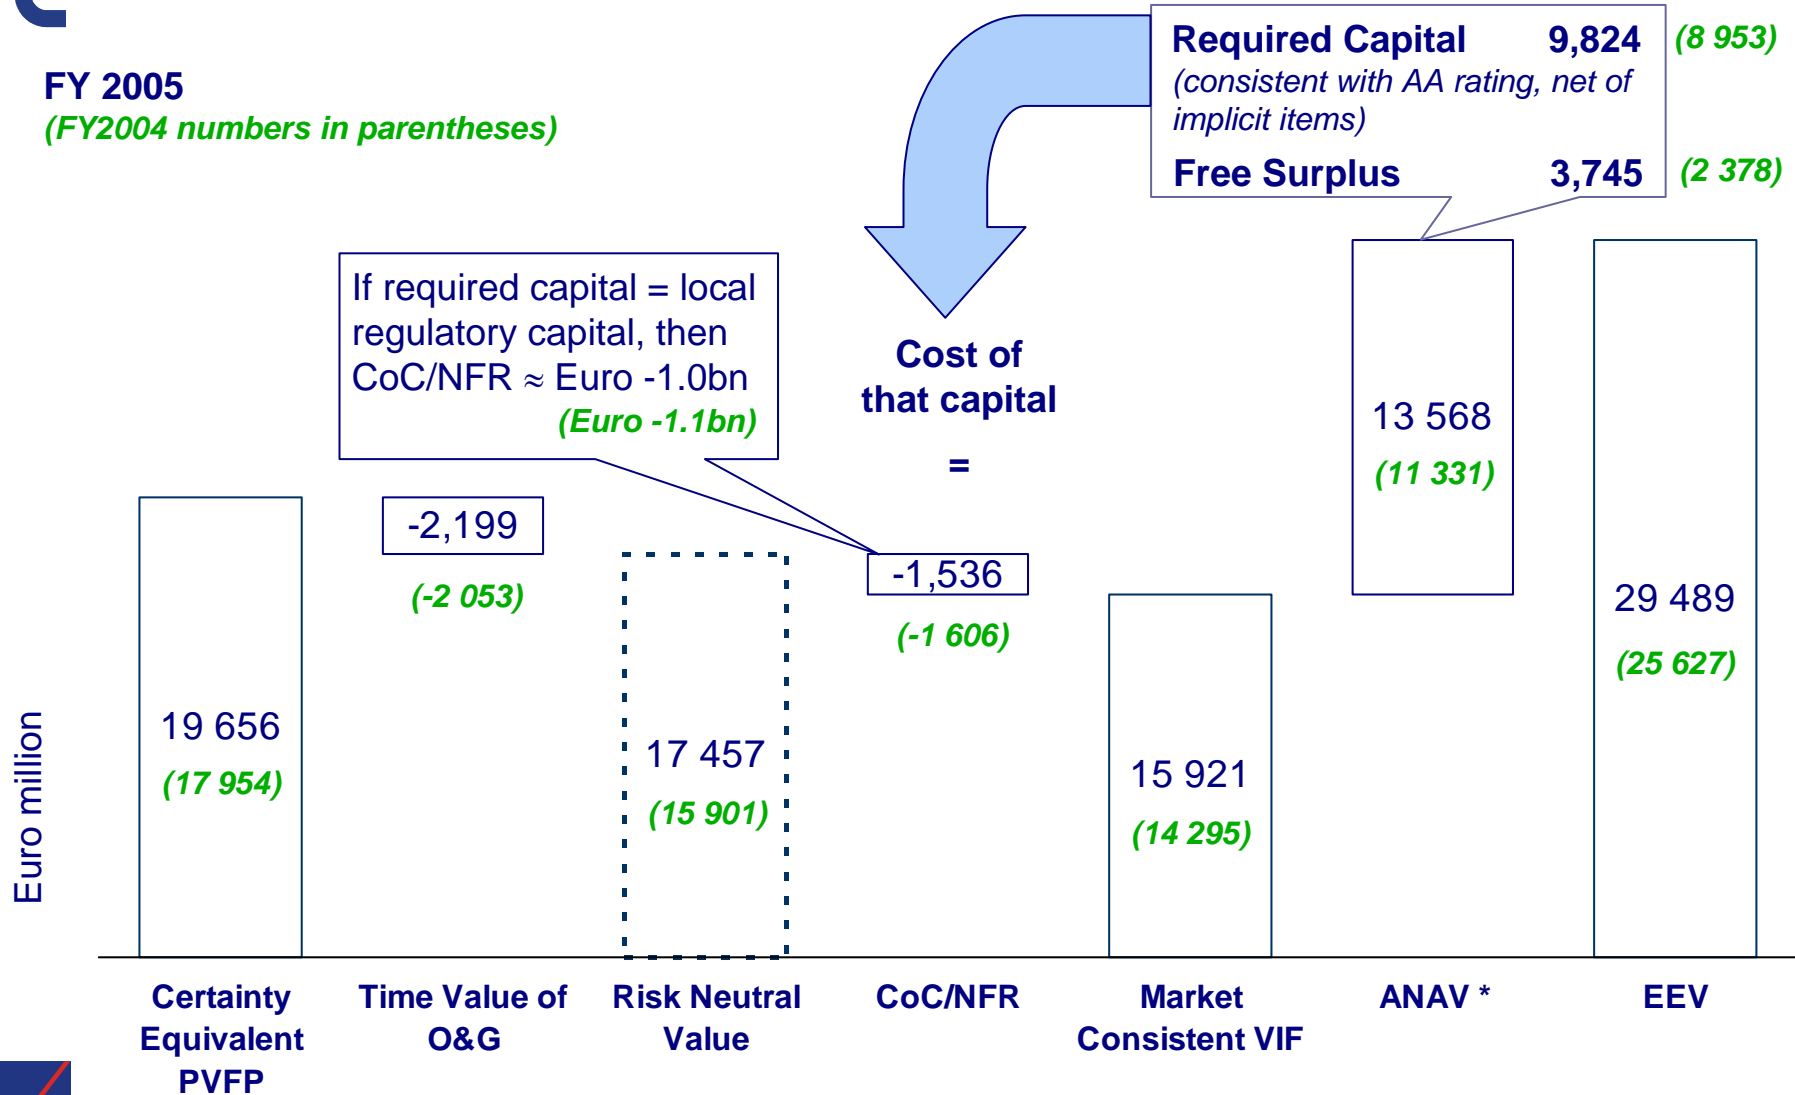 FY 2005
(FY2004 numbers in parentheses)
Required Capital 9,824 (8 953)
(consistent with AA rating, net of
implicit items)
Free Surplus 3,745 (2 378)
If required capital = local
regulatory capital, then
CoC/NFR ≈ Euro -1.0bn
(Euro -1.1bn)
Cost of
that capital
=
Euro million
19 656
(17 954)
-2,199
(-2 053)
17 457
(15 901)
-1,536
(-1 606)
15 921
(14 295)
13 568
(11 331)
29 489
(25 627)
Certainty
Equivalent
PVFP
Time Value of
O&G
Risk Neutral
Value
CoC/NFR
Market
Consistent VIF
ANAV *
EEV